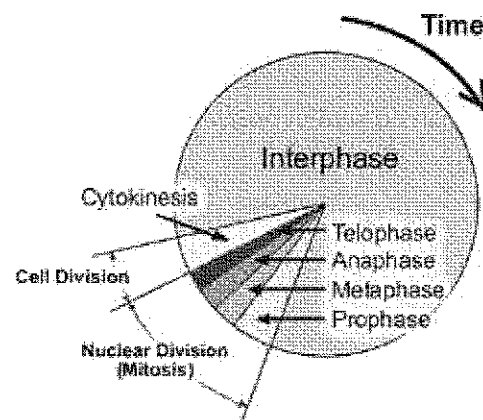 Time
Interphase
Cytokinesis
Telophase
Anaphase
Metaphase
Prophase
Cell Division
Nuclear Division
(Mitosis)